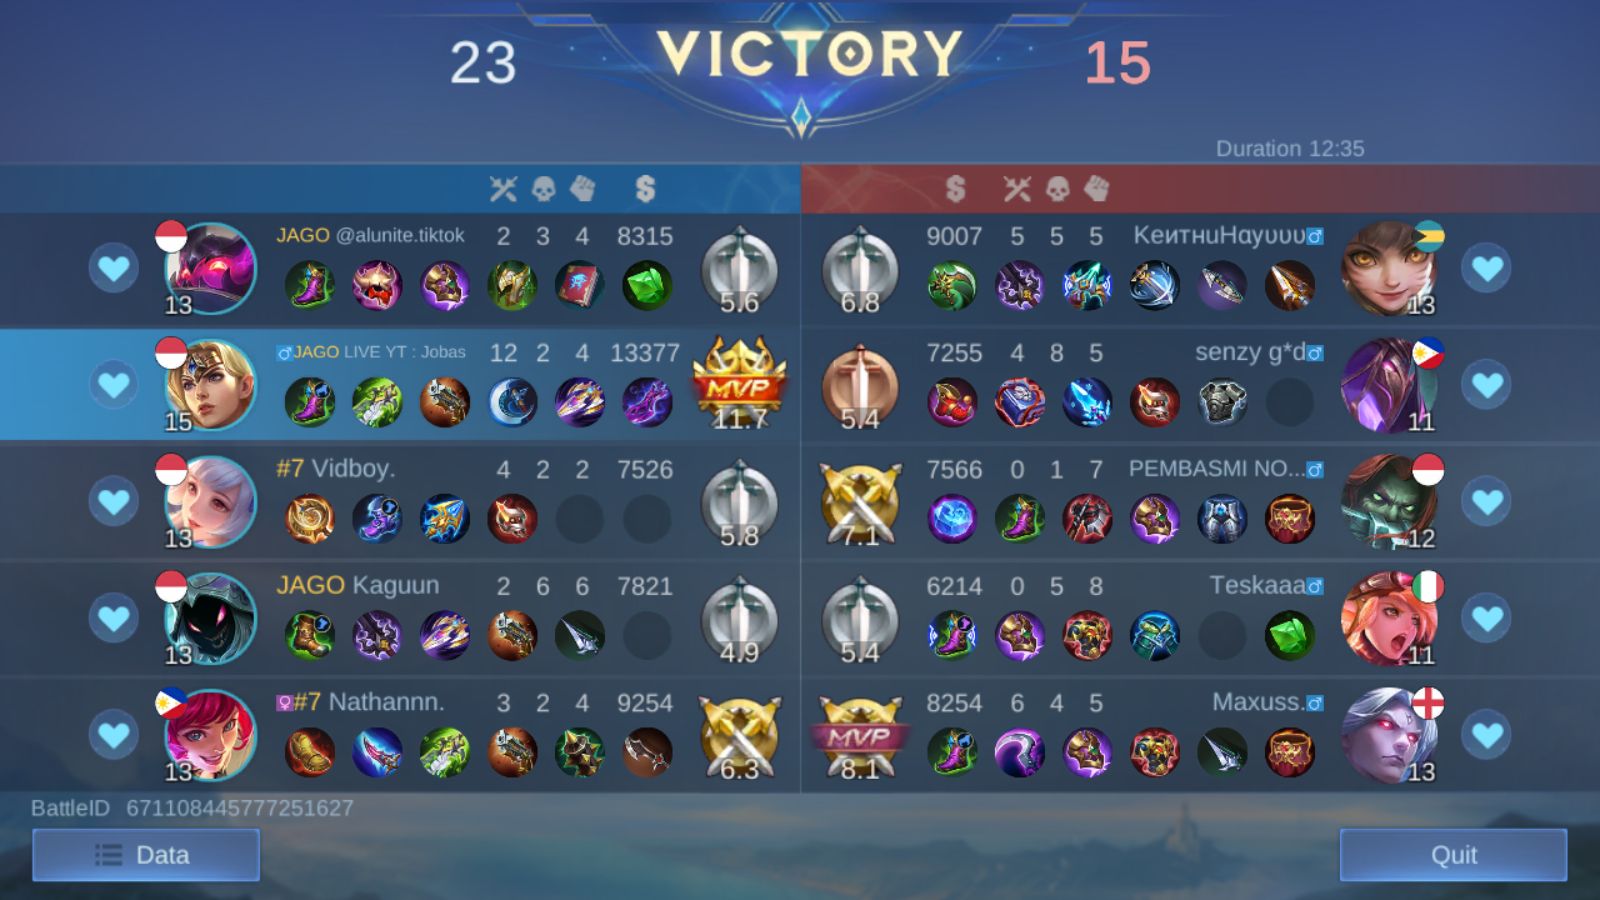 23 VICTORY 15
Duration 12:35
JAGO @alunite.tiktok 2 3 4 8315
13 5.6
9007 5 5 5 KeитнuHαyυυυ
6.8 13
JAGO LIVE YT : Jobas 12 2 4 13377
15 MVP 11.7
7255 4 8 5 senzy g*d
5.4 11
#7 Vidboy. 4 2 2 7526
13 5.8
7566 0 1 7 PEMBASMI NO...
7.1 12
JAGO Kaguun 2 6 6 7821
13 4.9
6214 0 5 8 Teskaaa
5.4 11
#7 Nathannn. 3 2 4 9254
13 6.3
8254 6 4 5 Maxuss.
MVP 8.1 13
BattleID 671108445777251627
Data
Quit